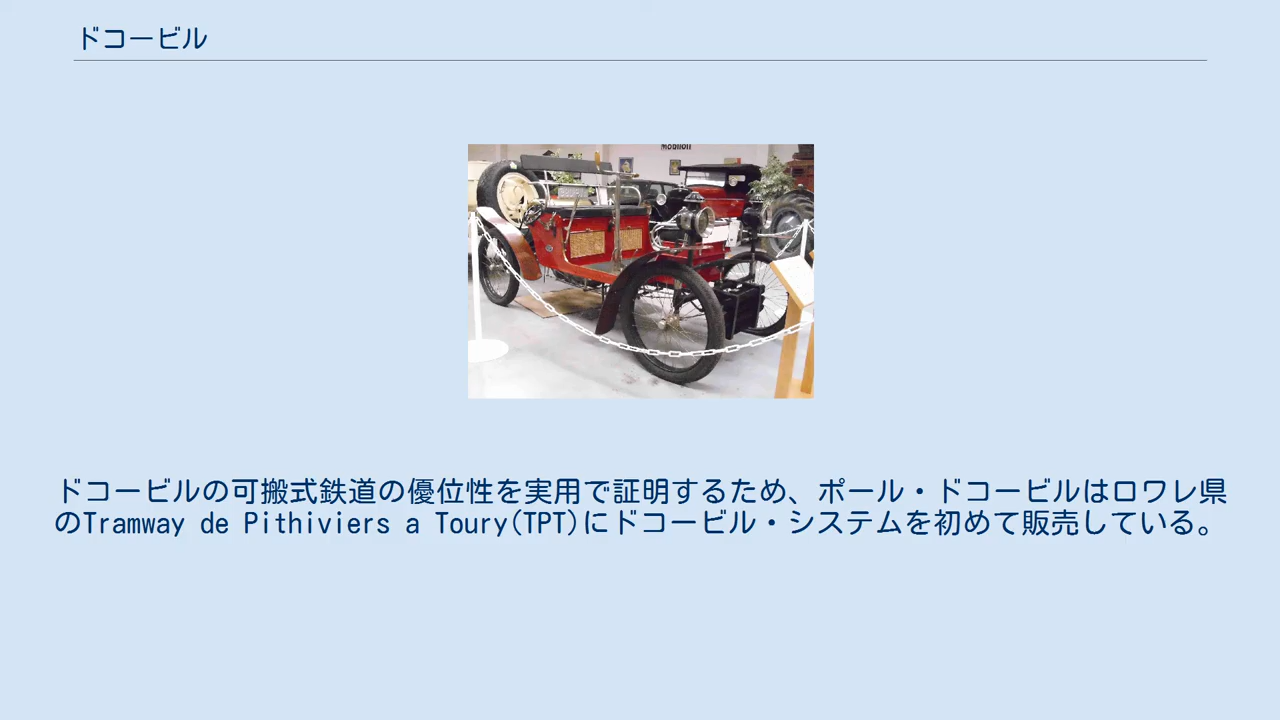 ドコービル
Mobiloil
ドコービルの可搬式鉄道の優位性を実用で証明するため、ポール・ドコービルはロワレ県
のTramway de Pithiviers a Toury(TPT)にドコービル・システムを初めて販売している。